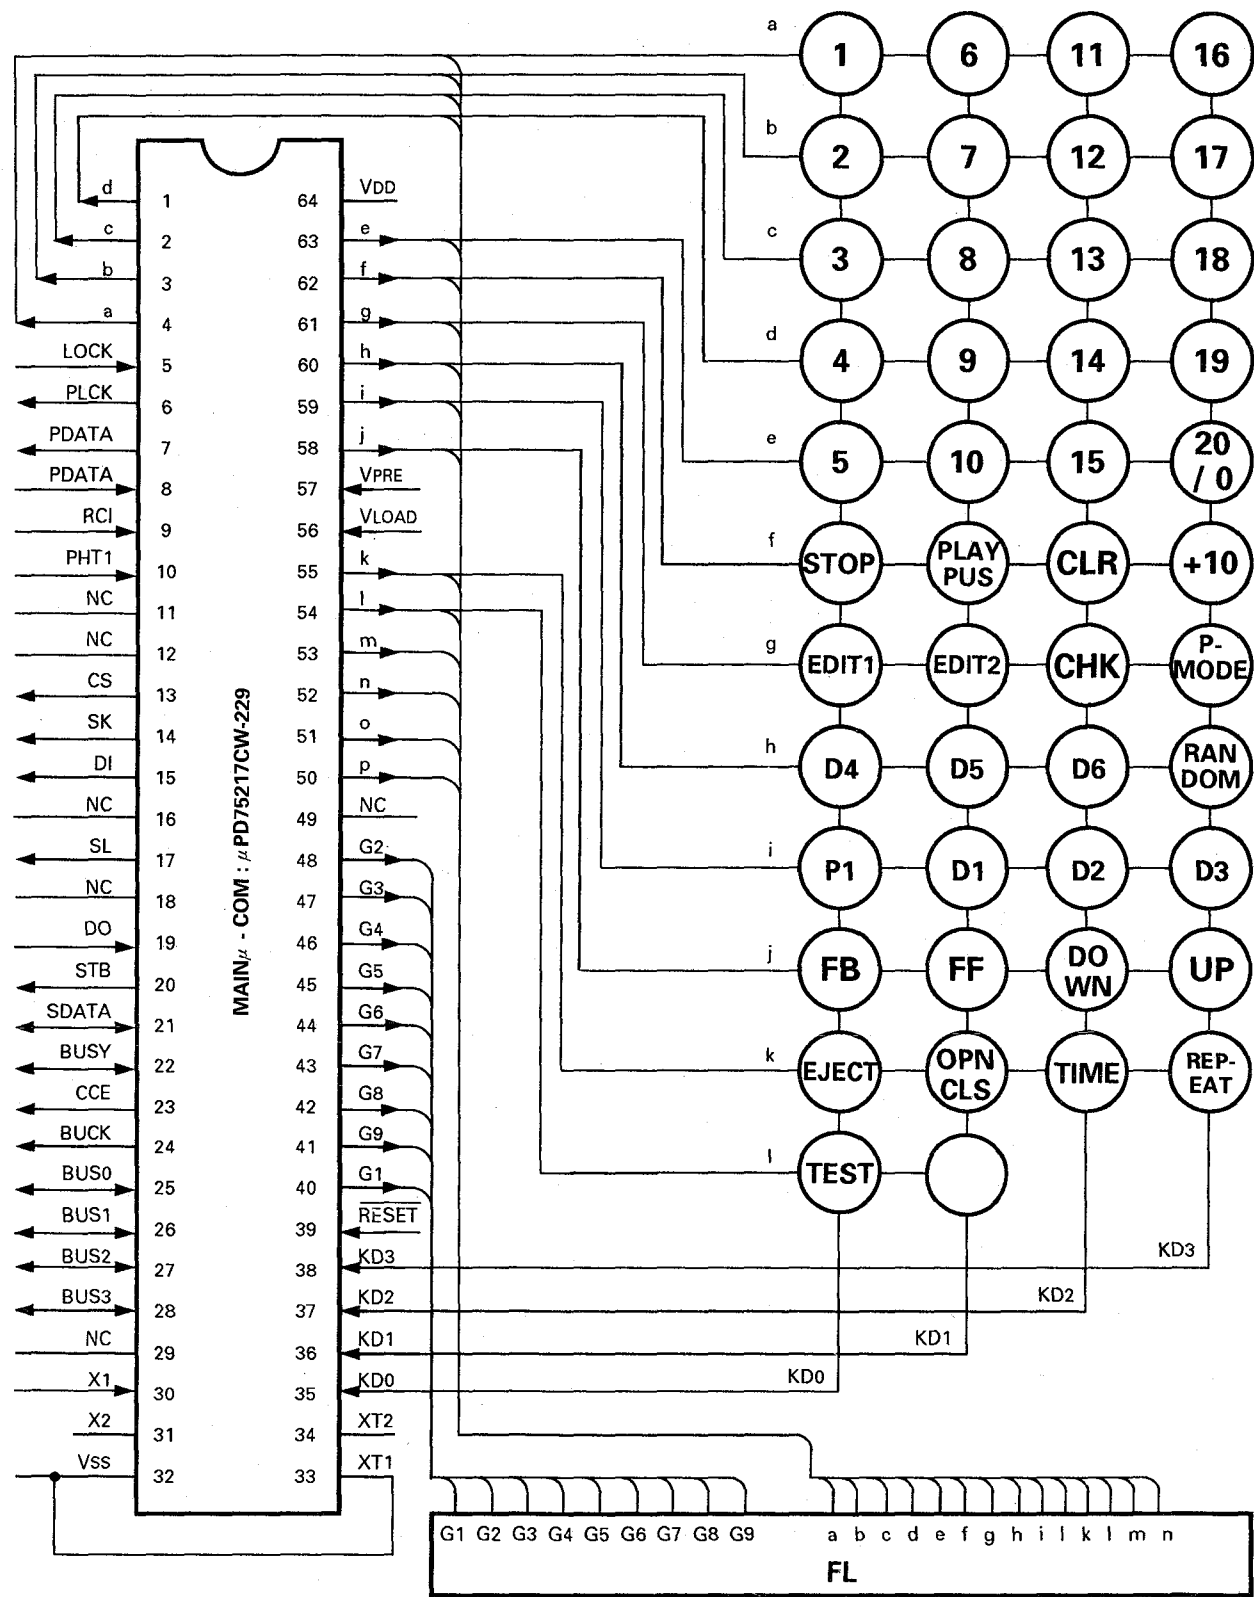 d 1
c 2
b 3
a 4
LOCK 5
PLCK 6
PDATA 7
PDATA 8
RCI 9
PHT1 10
NC 11
NC 12
CS 13
SK 14
DI 15
NC 16
SL 17
NC 18
DO 19
STB 20
SDATA 21
BUSY 22
CCE 23
BUCK 24
BUS0 25
BUS1 26
BUS2 27
BUS3 28
NC 29
X1 30
X2 31
VSS 32
MAINμ - COM : μPD75217CW-229
64 VDD
63 e
62 f
61 g
60 h
59 i
58 j
57 VPRE
56 VLOAD
55 k
54 l
53 m
52 n
51 o
50 p
49 NC
48 G2
47 G3
46 G4
45 G5
44 G6
43 G7
42 G8
41 G9
40 G1
39 RESET
38 KD3
37 KD2
36 KD1
35 KD0
34 XT2
33 XT1
a 1 6 11 16
b 2 7 12 17
c 3 8 13 18
d 4 9 14 19
e 5 10 15 20 / 0
f STOP PLAY PUS CLR +10
g EDIT1 EDIT2 CHK P-MODE
h D4 D5 D6 RAN DOM
i P1 D1 D2 D3
j FB FF DO WN UP
k EJECT OPN CLS TIME REP-EAT
l TEST
KD3
KD2
KD1
KD0
G1 G2 G3 G4 G5 G6 G7 G8 G9 a b c d e f g h i l k l m n
FL